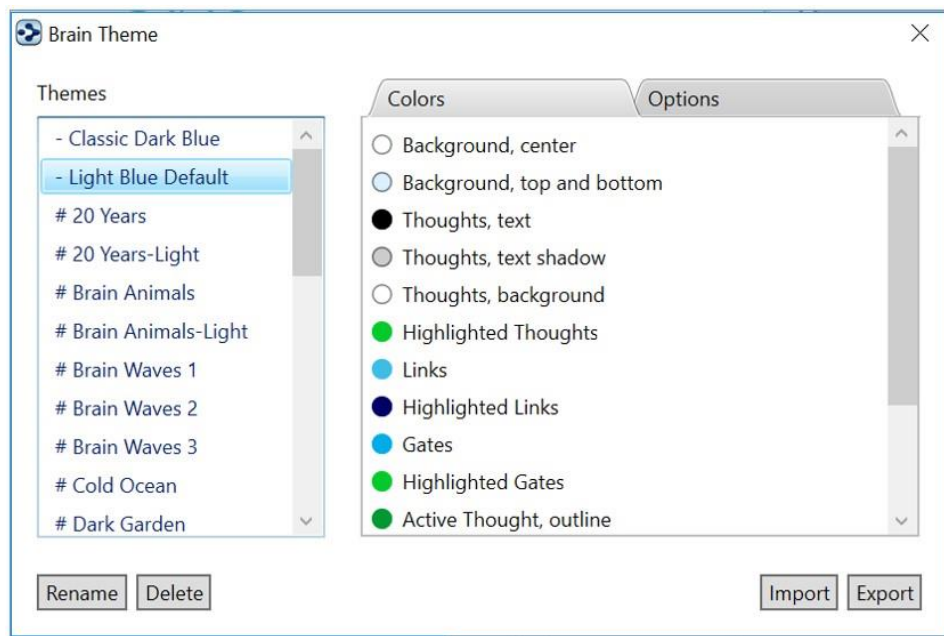 Brain Theme
Themes
- Classic Dark Blue
- Light Blue Default
# 20 Years
# 20 Years-Light
# Brain Animals
# Brain Animals-Light
# Brain Waves 1
# Brain Waves 2
# Brain Waves 3
# Cold Ocean
# Dark Garden
Rename Delete
Colors Options
Background, center
Background, top and bottom
Thoughts, text
Thoughts, text shadow
Thoughts, background
Highlighted Thoughts
Links
Highlighted Links
Gates
Highlighted Gates
Active Thought, outline
Import Export